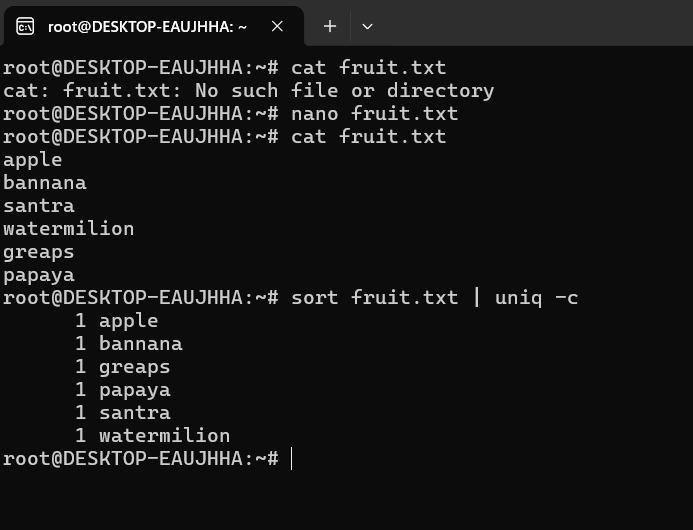 root@DESKTOP-EAUJHHA: ~
root@DESKTOP-EAUJHHA:~# cat fruit.txt
cat: fruit.txt: No such file or directory
root@DESKTOP-EAUJHHA:~# nano fruit.txt
root@DESKTOP-EAUJHHA:~# cat fruit.txt
apple
bannana
santra
watermilion
greaps
papaya
root@DESKTOP-EAUJHHA:~# sort fruit.txt | uniq -c
      1 apple
      1 bannana
      1 greaps
      1 papaya
      1 santra
      1 watermilion
root@DESKTOP-EAUJHHA:~#